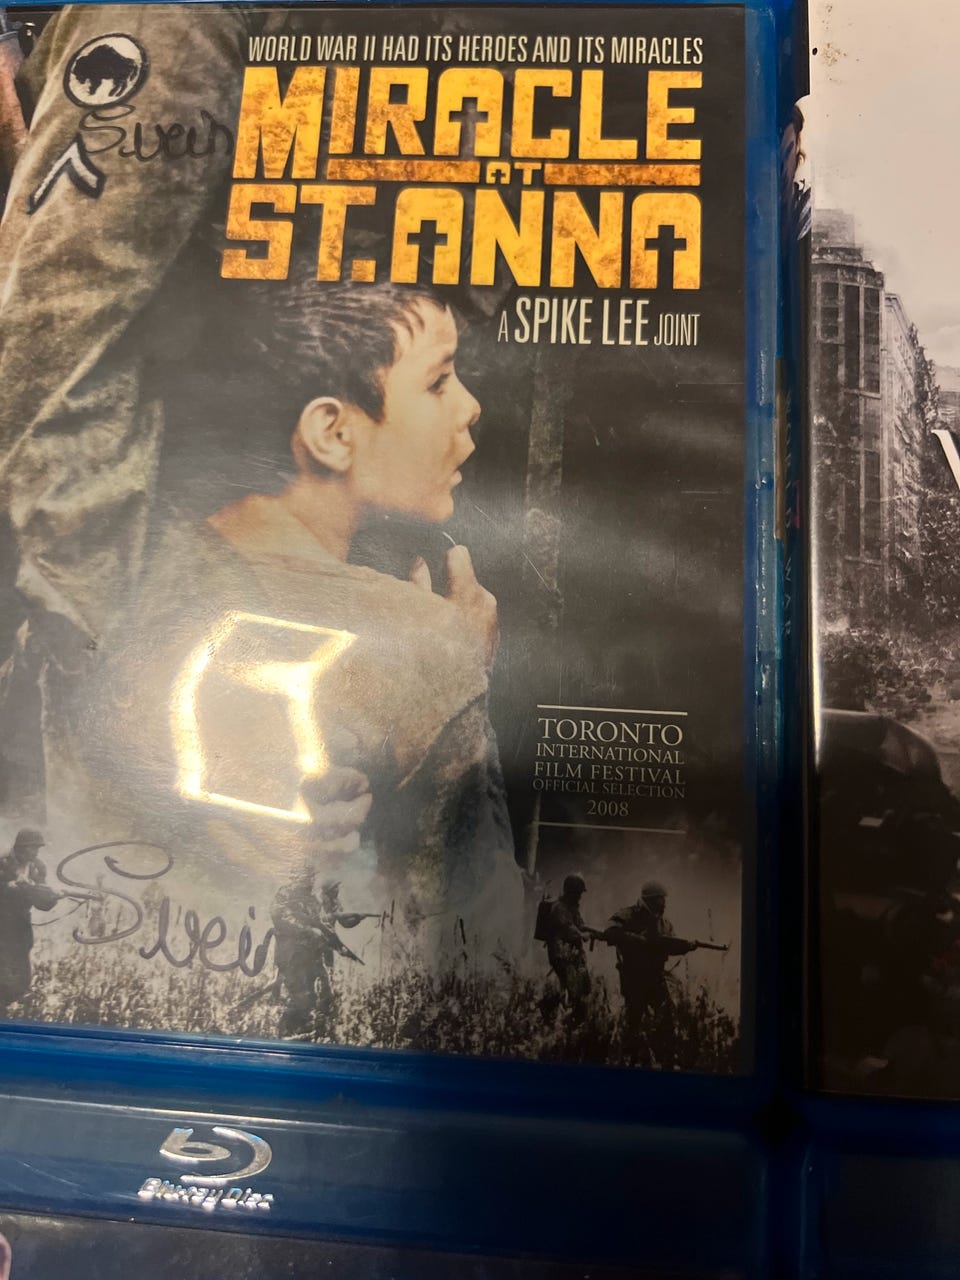 WORLD WAR II HAD ITS HEROES AND ITS MIRACLES
MIRACLE
AT
ST. ANNA
A SPIKE LEE JOINT
Svein
TORONTO
INTERNATIONAL
FILM FESTIVAL
OFFICIAL SELECTION
2008
Svein
Blu-ray Disc